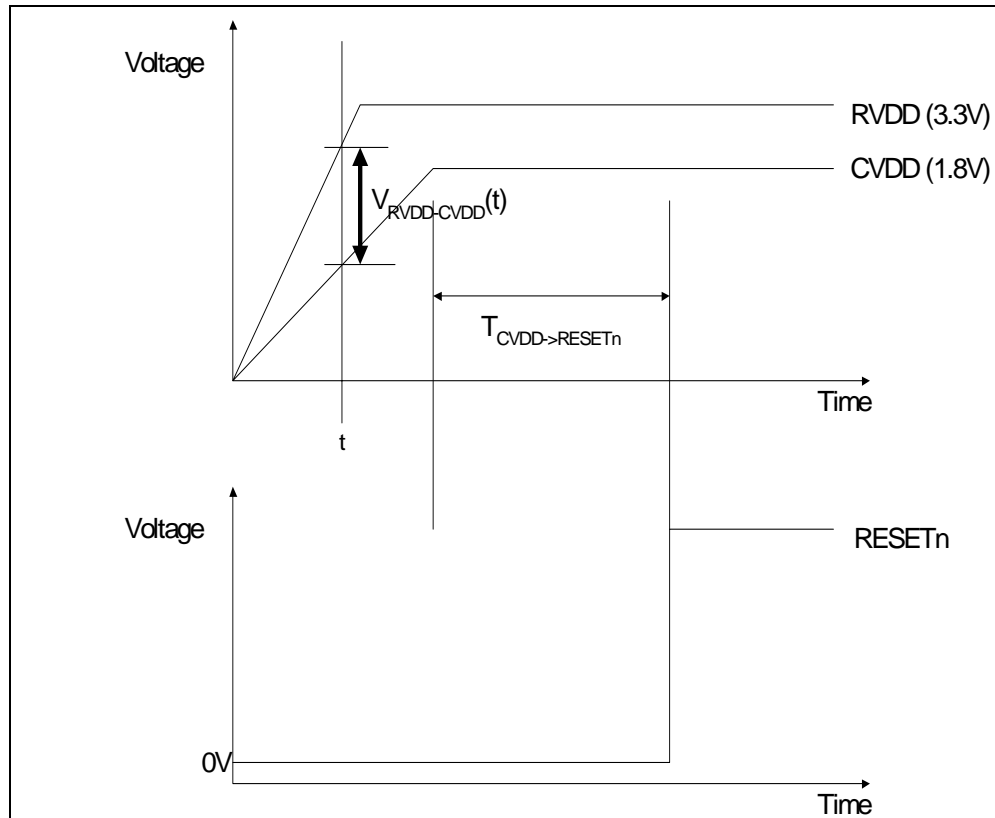 Voltage
RVDD (3.3V)
CVDD (1.8V)
VRVDD-CVDD(t)
TCVDD->RESETn
Time
t
Voltage
RESETn
0V
Time